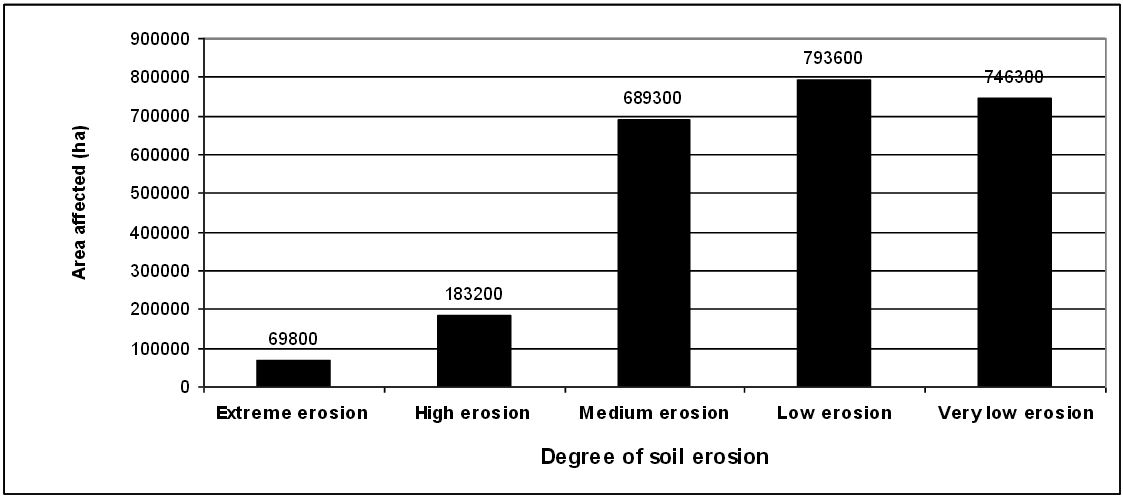 Area affected (ha)
900000
800000
700000
600000
500000
400000
300000
200000
100000
0
69800
183200
689300
793600
746300
Extreme erosion
High erosion
Medium erosion
Low erosion
Very low erosion
Degree of soil erosion